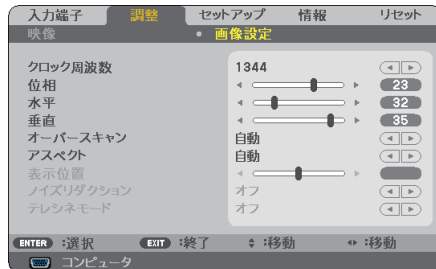 入力端子 調整 セットアップ 情報 リセット
映像 • 画像設定
クロック周波数 1344
位相 23
水平 32
垂直 35
オーバースキャン 自動
アスペクト 自動
表示位置
ノイズリダクション オフ
テレシネモード オフ
ENTER :選択 EXIT :終了 :移動 :移動
コンピュータ